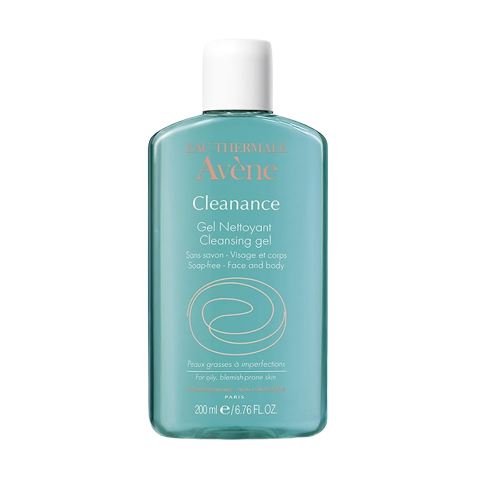 EAU THERMALE
Avène
Cleanance
Gel Nettoyant
Cleansing gel
Sans savon - Visage et corps
Soap-free - Face and body
Peaux grasses à imperfections
For oily, blemish-prone skin
PARIS
200 ml e/6.76 FL.OZ.